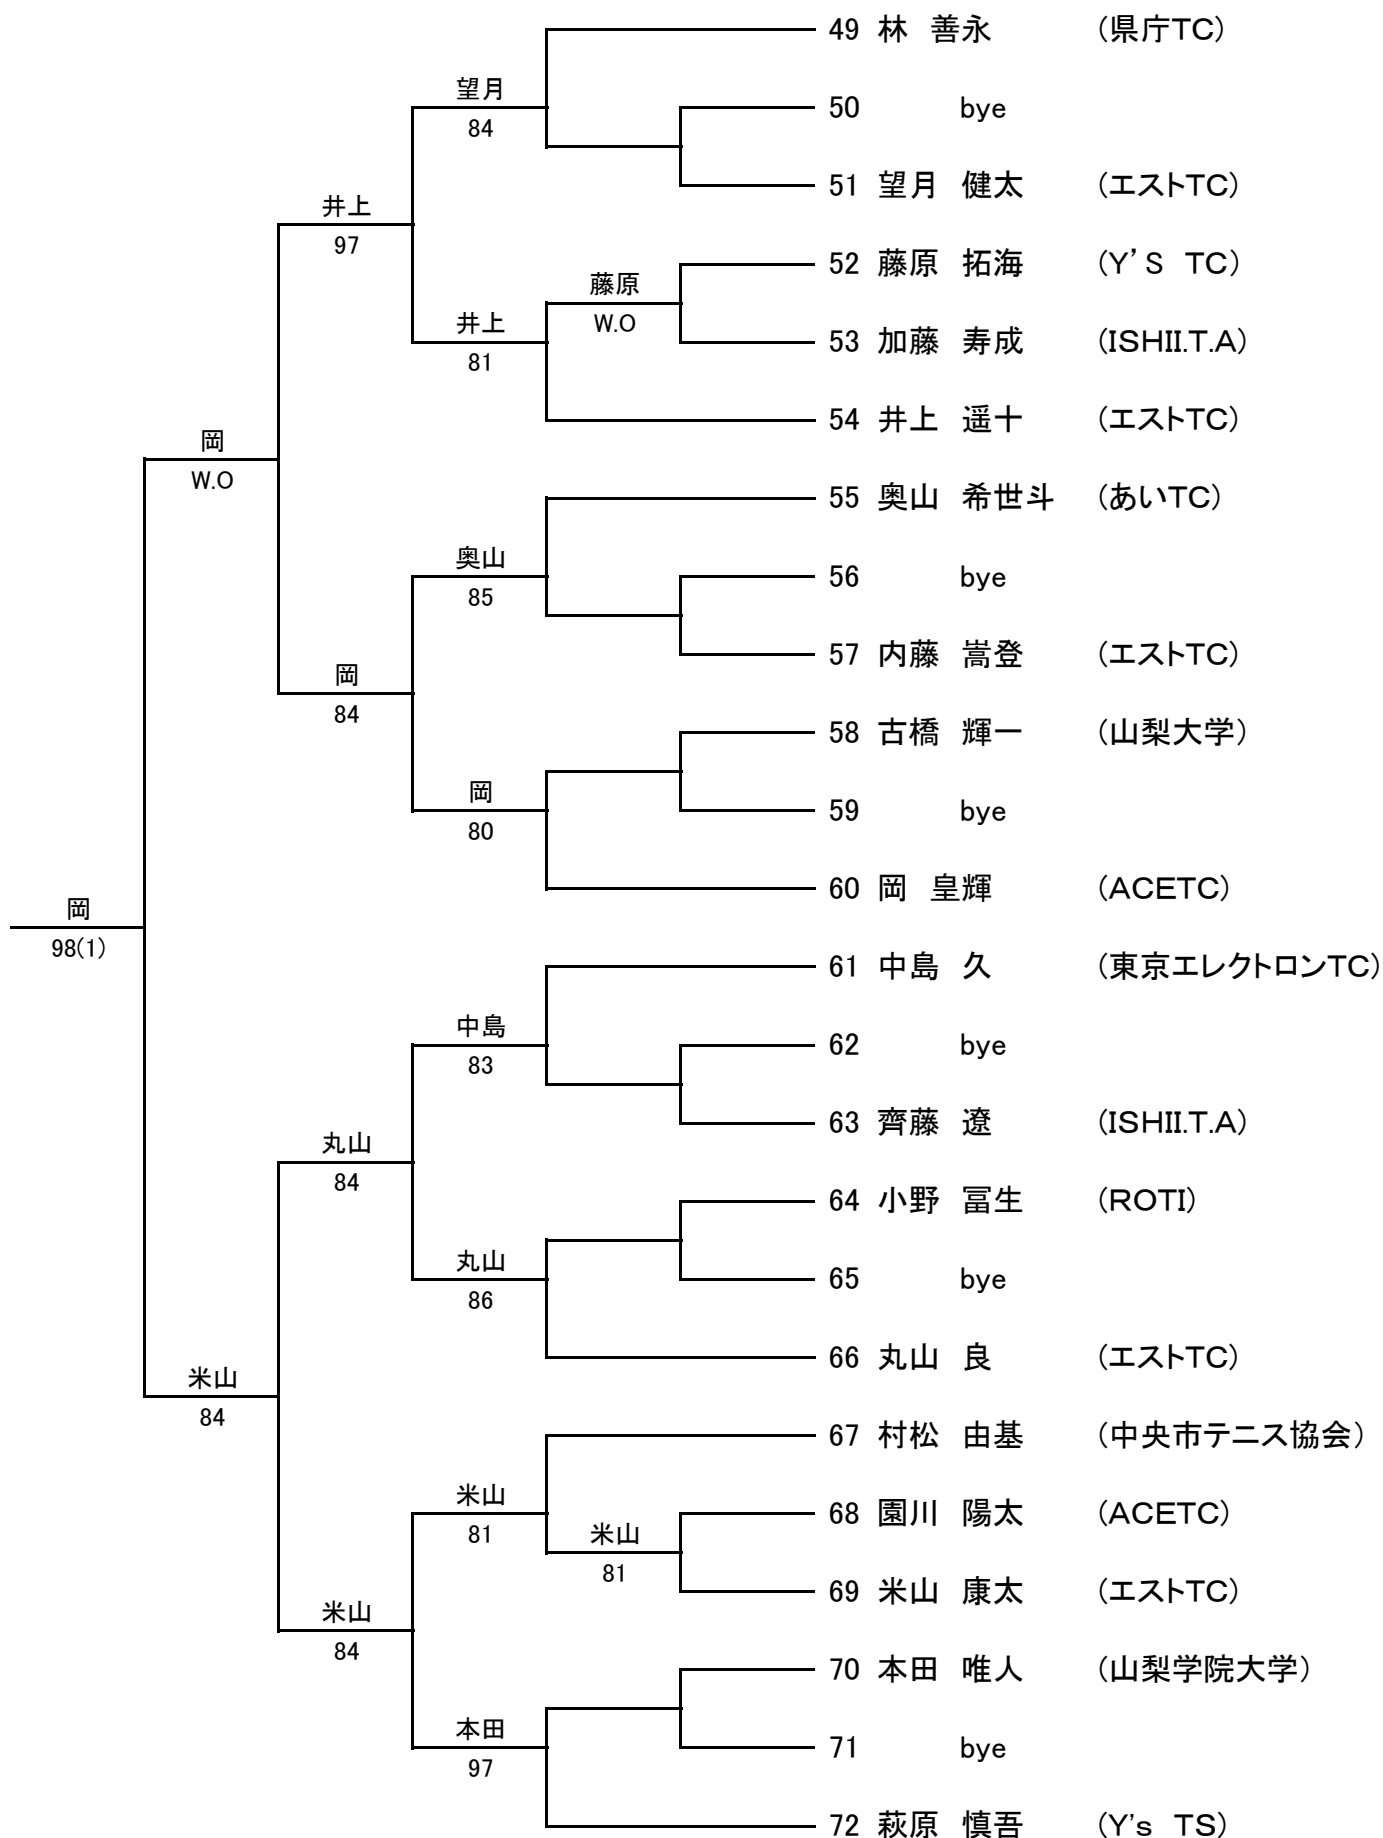 49 林 善永 (県庁TC)
望月
84
50 bye
51 望月 健太 (エストTC)
井上
97
52 藤原 拓海 (Y'S TC)
藤原
W.O
井上
81
53 加藤 寿成 (ISHII.T.A)
54 井上 遥十 (エストTC)
岡
W.O
55 奥山 希世斗 (あいTC)
奥山
85
56 bye
57 内藤 嵩登 (エストTC)
岡
84
58 古橋 輝一 (山梨大学)
岡
80
59 bye
60 岡 皇輝 (ACETC)
岡
98(1)
61 中島 久 (東京エレクトロンTC)
中島
83
62 bye
63 齊藤 遼 (ISHII.T.A)
丸山
84
64 小野 冨生 (ROTI)
丸山
86
65 bye
66 丸山 良 (エストTC)
米山
84
67 村松 由基 (中央市テニス協会)
米山
81
68 園川 陽太 (ACETC)
米山
81
69 米山 康太 (エストTC)
米山
84
70 本田 唯人 (山梨学院大学)
本田
97
71 bye
72 萩原 慎吾 (Y's TS)